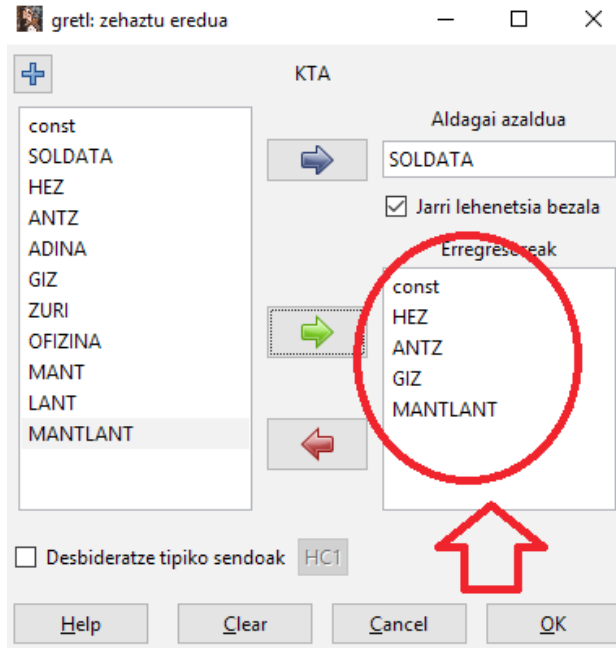 gretl: zehaztu eredua
KTA
const
SOLDATA
HEZ
ANTZ
ADINA
GIZ
ZURI
OFIZINA
MANT
LANT
MANTLANT
Aldagai azaldua
SOLDATA
Jarri lehenetsia bezala
Erregresoreak
const
HEZ
ANTZ
GIZ
MANTLANT
Desbideratze tipiko sendoak HC1
Help Clear Cancel OK